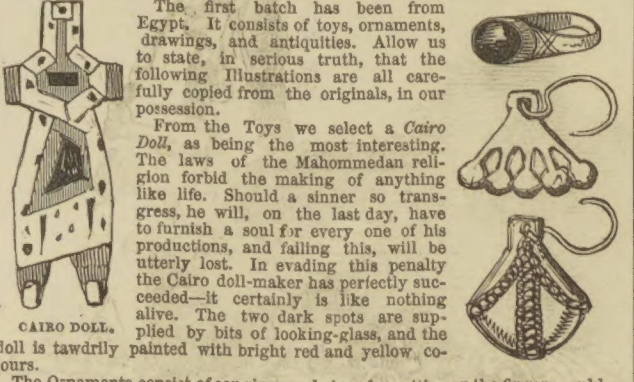 The first batch has been from
Egypt. It consists of toys, ornaments,
drawings, and antiquities. Allow us
to state, in serious truth, that the
following Illustrations are all care-
fully copied from the originals, in our
possession.
From the Toys we select a Cairo
Doll, as being the most interesting.
The laws of the Mahommedan reli-
gion forbid the making of anything
like life. Should a sinner so trans-
gress, he will, on the last day, have
to furnish a soul for every one of his
productions, and failing this, will be
utterly lost. In evading this penalty
the Cairo doll-maker has perfectly suc-
ceeded—it certainly is like nothing
alive. The two dark spots are sup-
CAIRO DOLL.
plied by bits of looking-glass, and the
doll is tawdrily painted with bright red and yellow co-
ours.
The Ornaments consist of